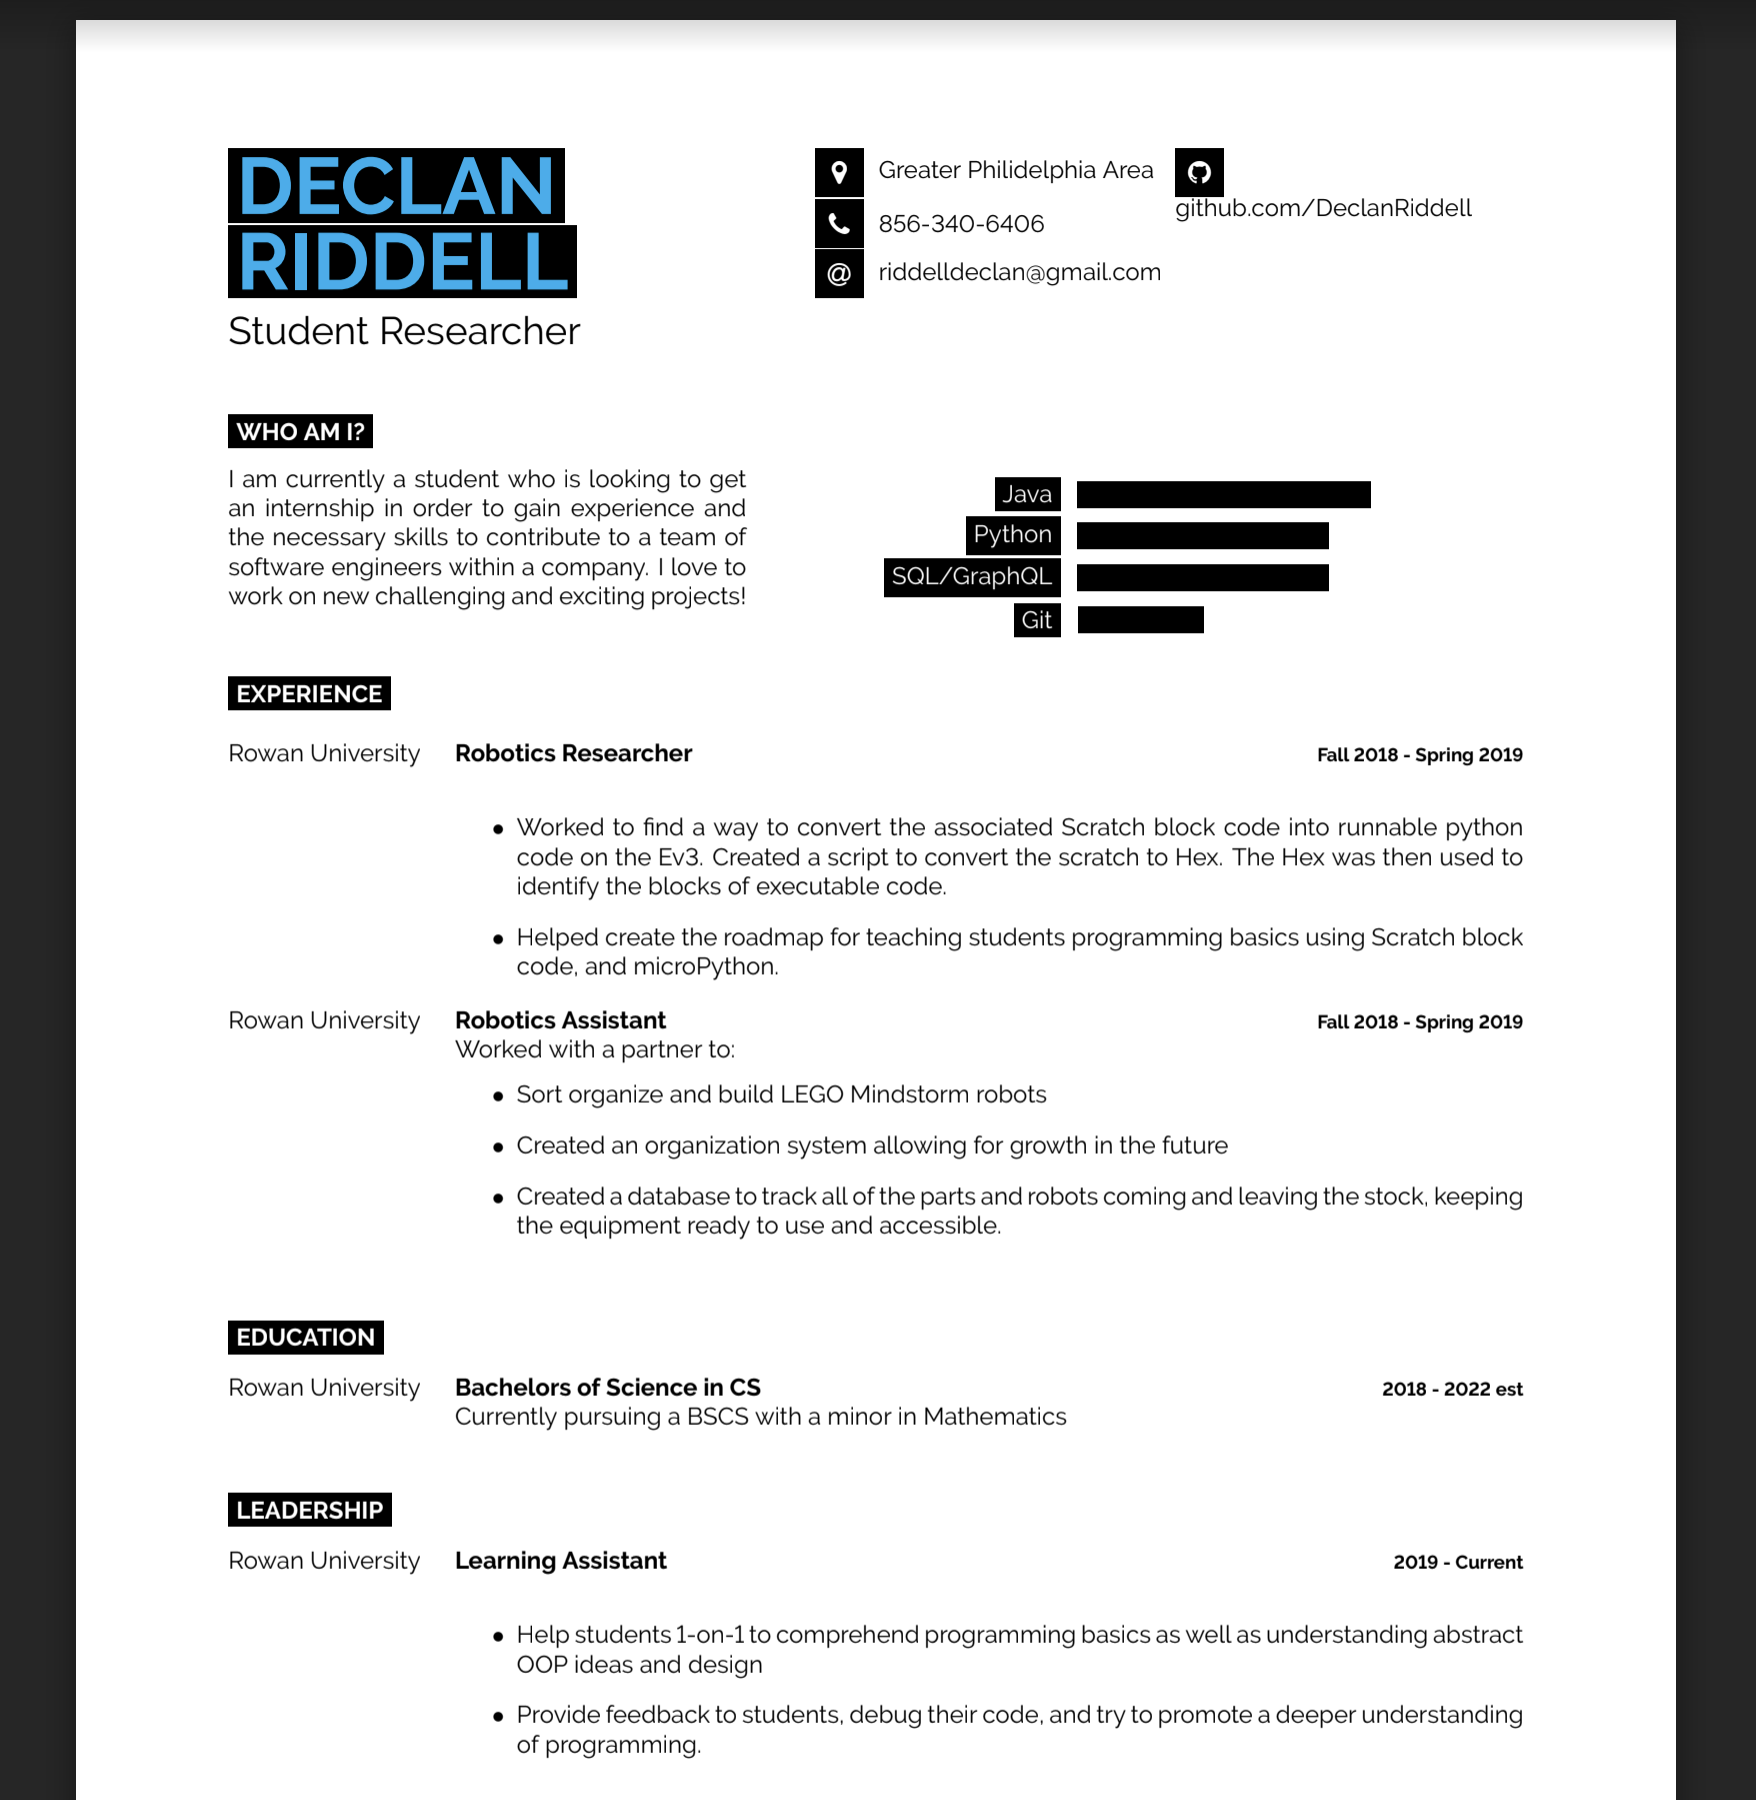 DECLAN
RIDDELL
Student Researcher
Greater Philidelphia Area
856-340-6406
@ riddelldeclan@gmail.com
github.com/DeclanRiddell
WHO AM I?
I am currently a student who is looking to get
an internship in order to gain experience and
the necessary skills to contribute to a team of
software engineers within a company. I love to
work on new challenging and exciting projects!
Java
Python
SQL/GraphQL
Git
EXPERIENCE
Rowan University Robotics Researcher Fall 2018 - Spring 2019
• Worked to find a way to convert the associated Scratch block code into runnable python
code on the Ev3. Created a script to convert the scratch to Hex. The Hex was then used to
identify the blocks of executable code.
• Helped create the roadmap for teaching students programming basics using Scratch block
code, and microPython.
Rowan University Robotics Assistant Fall 2018 - Spring 2019
Worked with a partner to:
• Sort organize and build LEGO Mindstorm robots
• Created an organization system allowing for growth in the future
• Created a database to track all of the parts and robots coming and leaving the stock, keeping
the equipment ready to use and accessible.
EDUCATION
Rowan University Bachelors of Science in CS 2018 - 2022 est
Currently pursuing a BSCS with a minor in Mathematics
LEADERSHIP
Rowan University Learning Assistant 2019 - Current
• Help students 1-on-1 to comprehend programming basics as well as understanding abstract
OOP ideas and design
• Provide feedback to students, debug their code, and try to promote a deeper understanding
of programming.